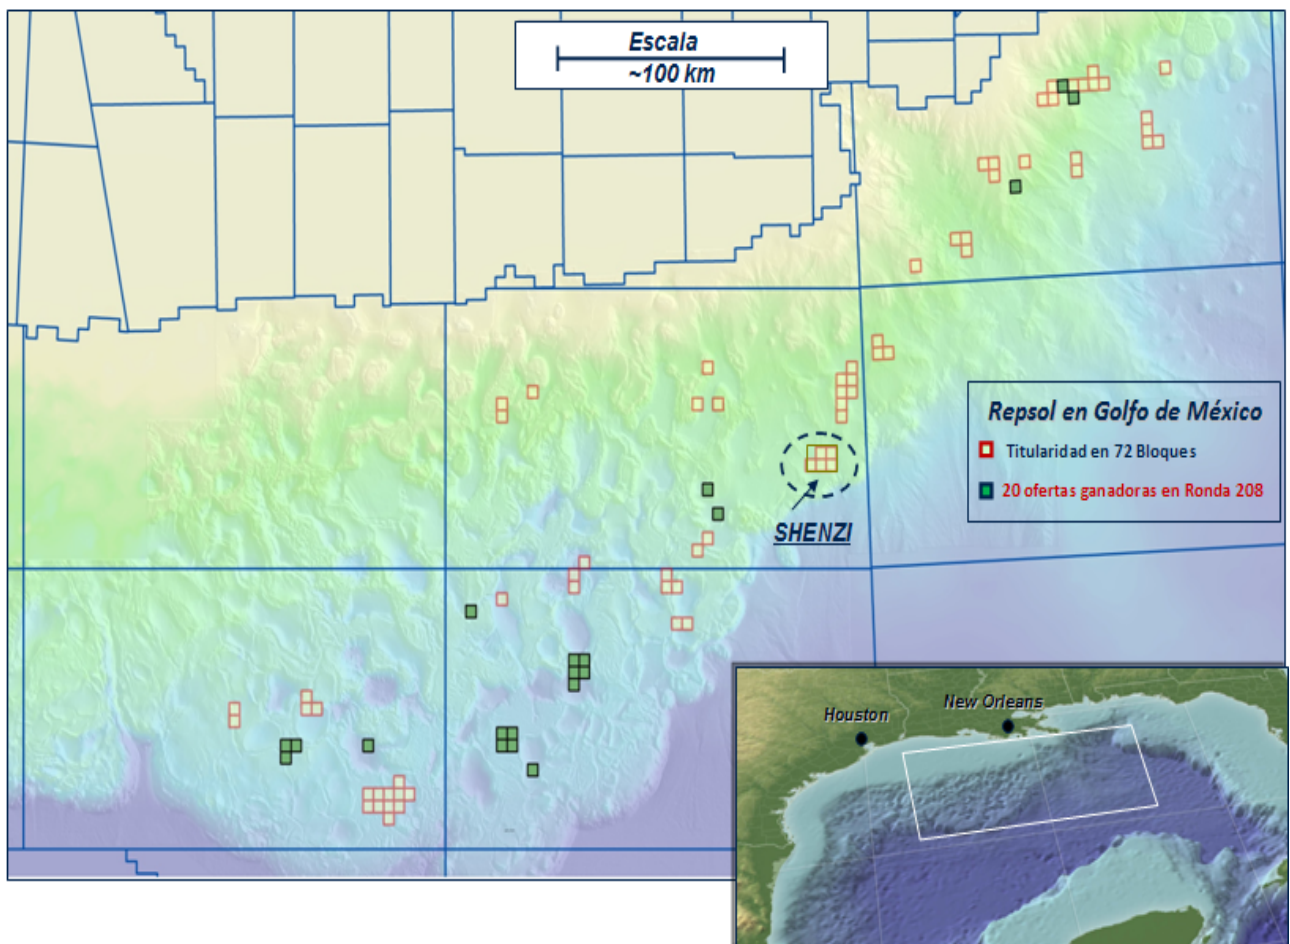 Escala
~100 km
Repsol en Golfo de México
Titularidad en 72 Bloques
20 ofertas ganadoras en Ronda 208
SHENZI
New Orleans
Houston